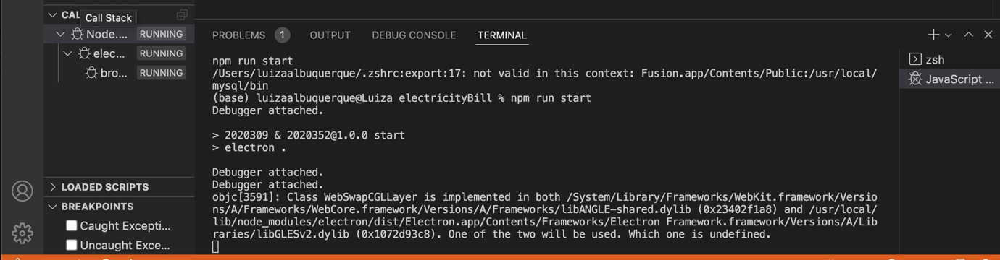 CAL
Call Stack
Node.... RUNNING
elec... RUNNING
bro... RUNNING
LOADED SCRIPTS
BREAKPOINTS
Caught Excepti...
Uncaught Exce...
PROBLEMS 1 OUTPUT DEBUG CONSOLE TERMINAL
npm run start
/Users/luizaalbuquerque/.zshrc:export:17: not valid in this context: Fusion.app/Contents/Public:/usr/local/
mysql/bin
(base) luizaalbuquerque@Luiza electricityBill % npm run start
Debugger attached.
> 2020309 & 2020352@1.0.0 start
> electron .
Debugger attached.
Debugger attached.
objc[3591]: Class WebSwapCGLLayer is implemented in both /System/Library/Frameworks/WebKit.framework/Versio
ns/A/Frameworks/WebCore.framework/Versions/A/Frameworks/libANGLE-shared.dylib (0x23402f1a8) and /usr/local/
lib/node_modules/electron/dist/Electron.app/Contents/Frameworks/Electron Framework.framework/Versions/A/Lib
raries/libGLESv2.dylib (0x1072d93c8). One of the two will be used. Which one is undefined.
zsh
JavaScript ...